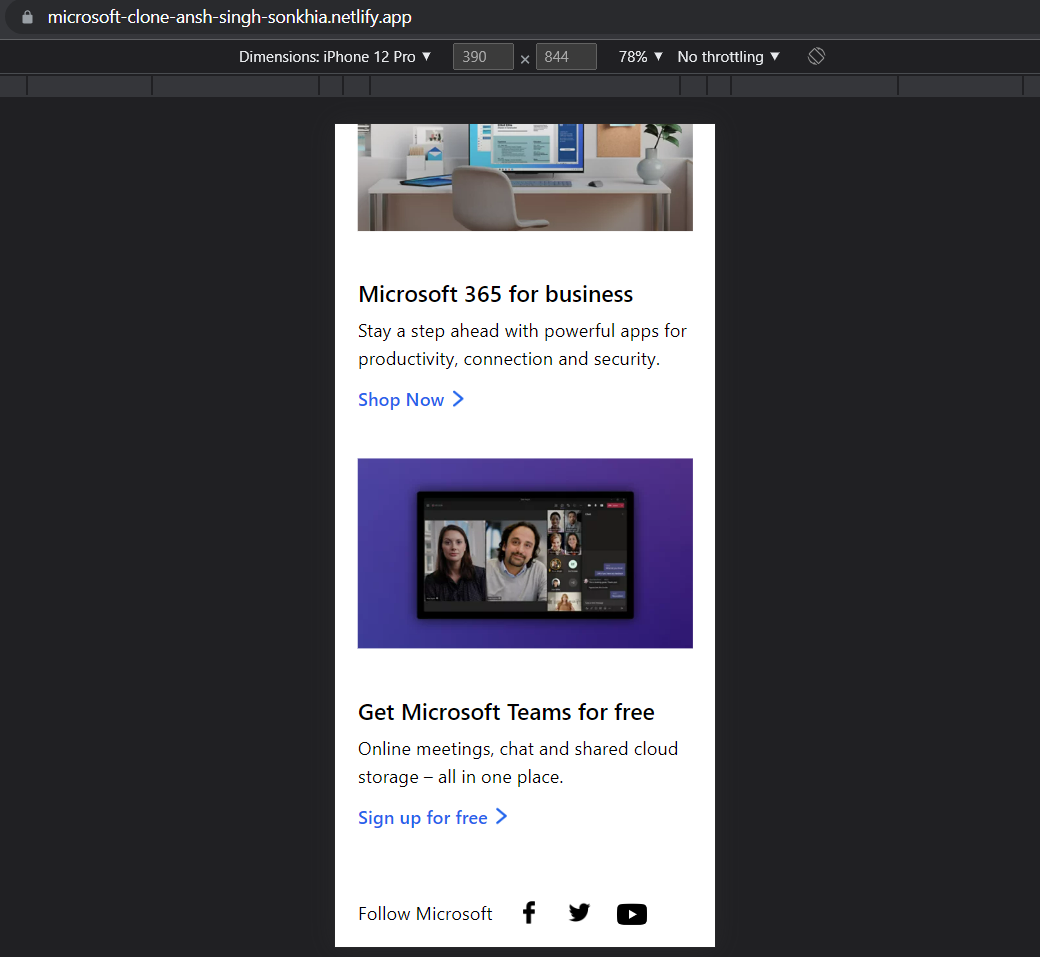 microsoft-clone-ansh-singh-sonkhia.netlify.app
Dimensions: iPhone 12 Pro ▼ 390 × 844 78% ▼ No throttling ▼
Microsoft 365 for business
Stay a step ahead with powerful apps for
productivity, connection and security.
Shop Now
Get Microsoft Teams for free
Online meetings, chat and shared cloud
storage – all in one place.
Sign up for free
Follow Microsoft